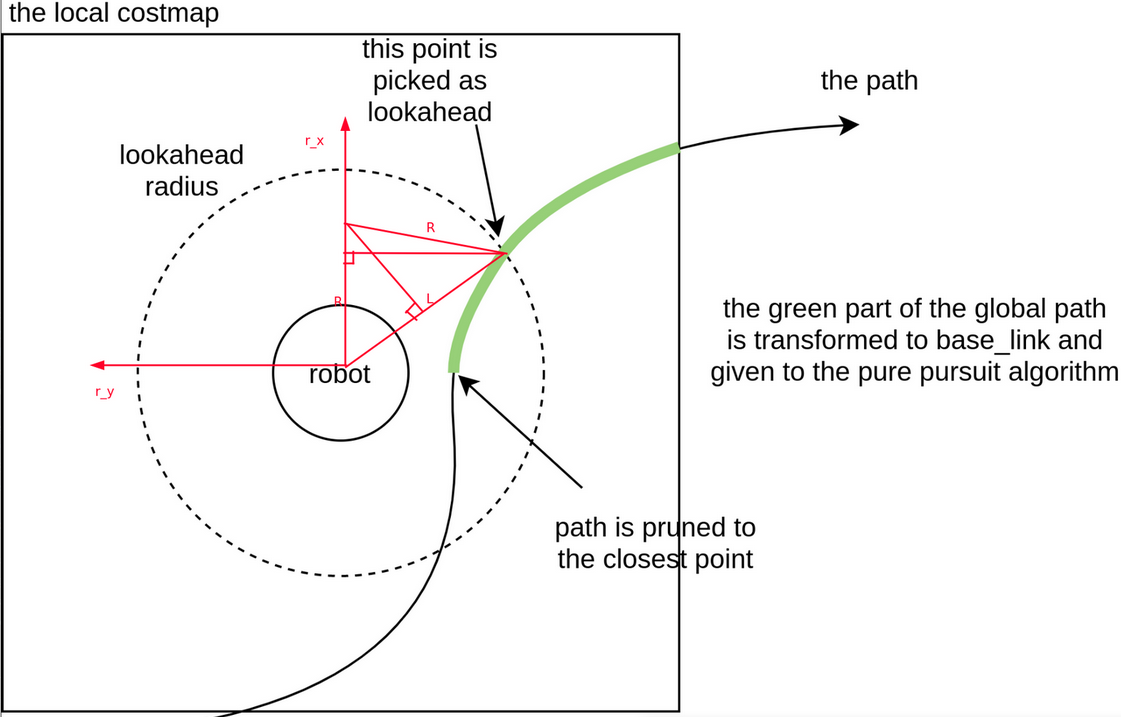 the local costmap
this point is
picked as
lookahead
the path
r_x
lookahead
radius
R
L
R
the green part of the global path
is transformed to base_link and
given to the pure pursuit algorithm
robot
r_y
path is pruned to
the closest point